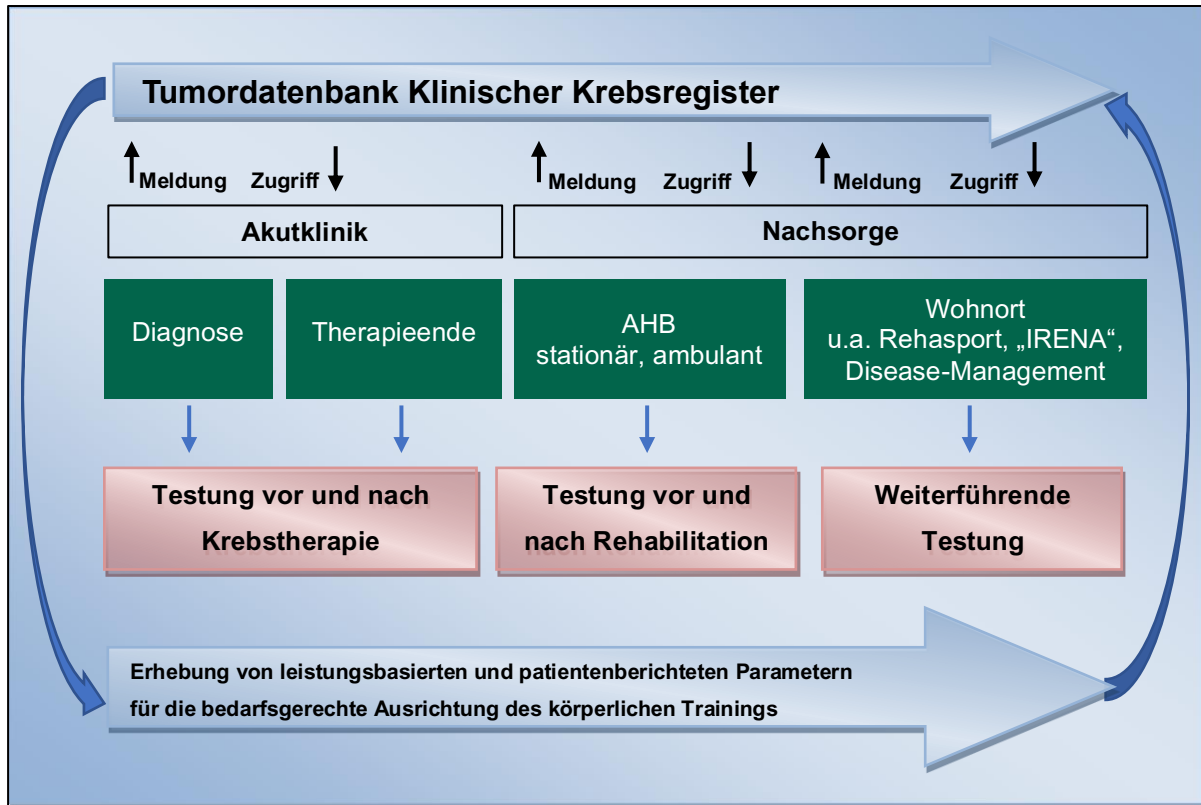 Tumordatenbank Klinischer Krebsregister
Meldung Zugriff Meldung Zugriff Meldung Zugriff
Akutklinik
Nachsorge
Diagnose
Therapieende
AHB
stationär, ambulant
Wohnort
u.a. Rehasport, „IRENA“,
Disease-Management
Testung vor und nach
Krebstherapie
Testung vor und
nach Rehabilitation
Weiterführende
Testung
Erhebung von leistungsbasierten und patientenberichteten Parametern
für die bedarfsgerechte Ausrichtung des körperlichen Trainings